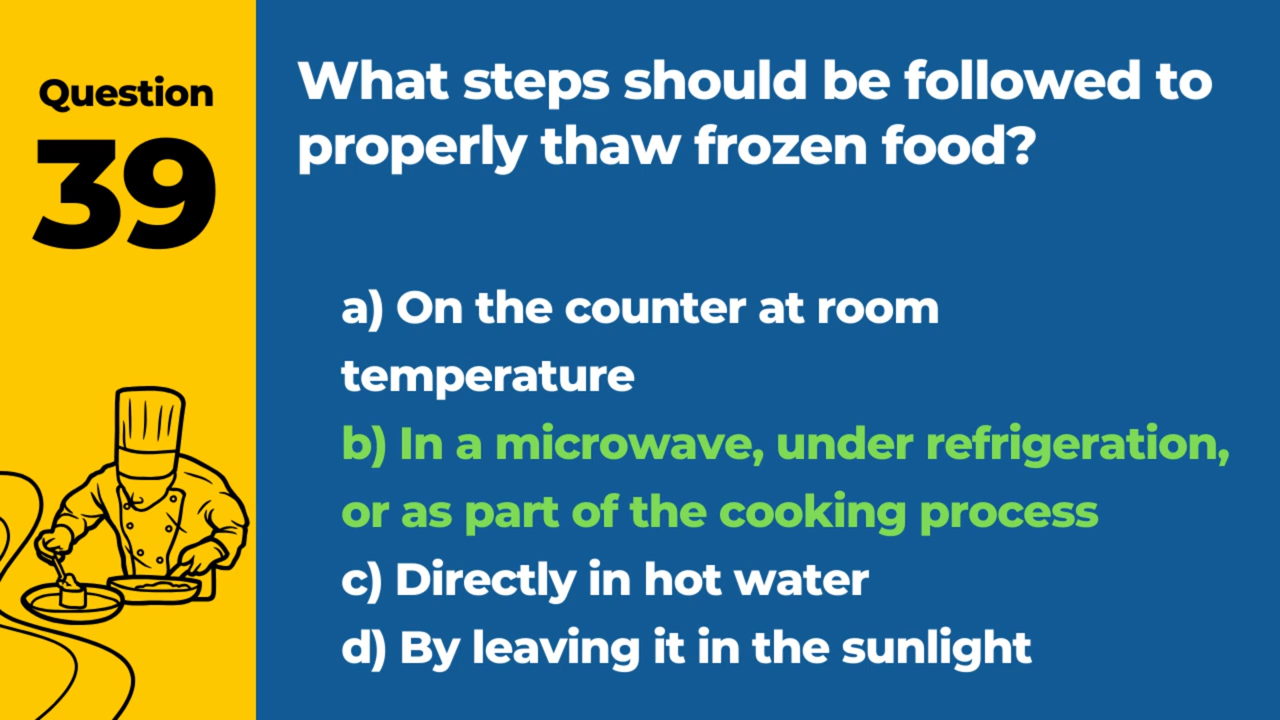 Question
39
What steps should be followed to
properly thaw frozen food?
a) On the counter at room
temperature
b) In a microwave, under refrigeration,
or as part of the cooking process
c) Directly in hot water
d) By leaving it in the sunlight